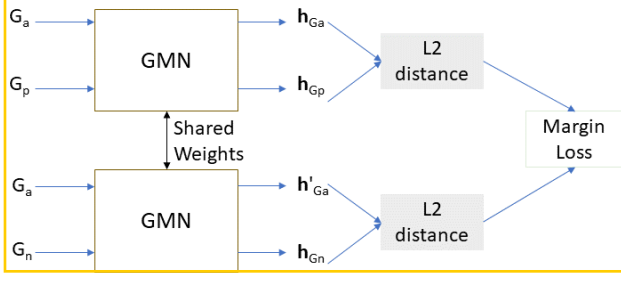 Ga
hGa
GMN
L2
distance
Gp
hGp
Shared
Weights
Margin
Loss
Ga
h'Ga
GMN
L2
distance
Gn
hGn